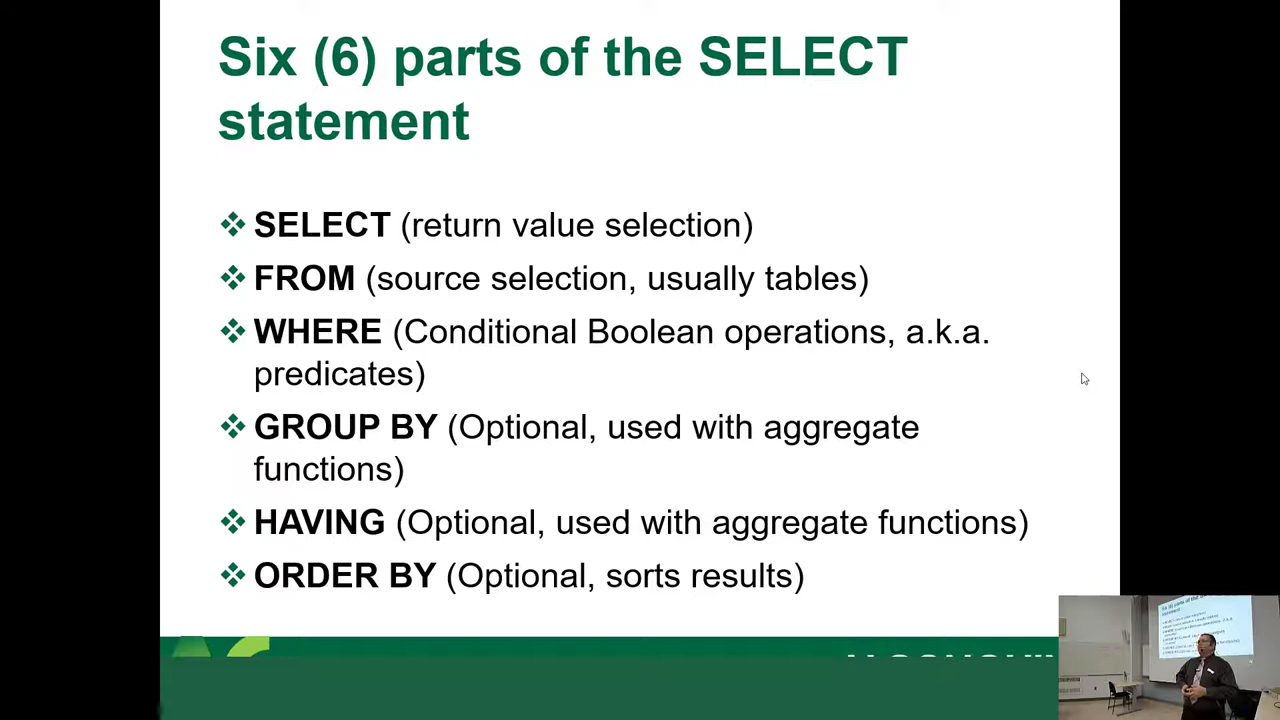 Six (6) parts of the SELECT
statement
SELECT (return value selection)
FROM (source selection, usually tables)
WHERE (Conditional Boolean operations, a.k.a.
predicates)
GROUP BY (Optional, used with aggregate
functions)
HAVING (Optional, used with aggregate functions)
ORDER BY (Optional, sorts results)